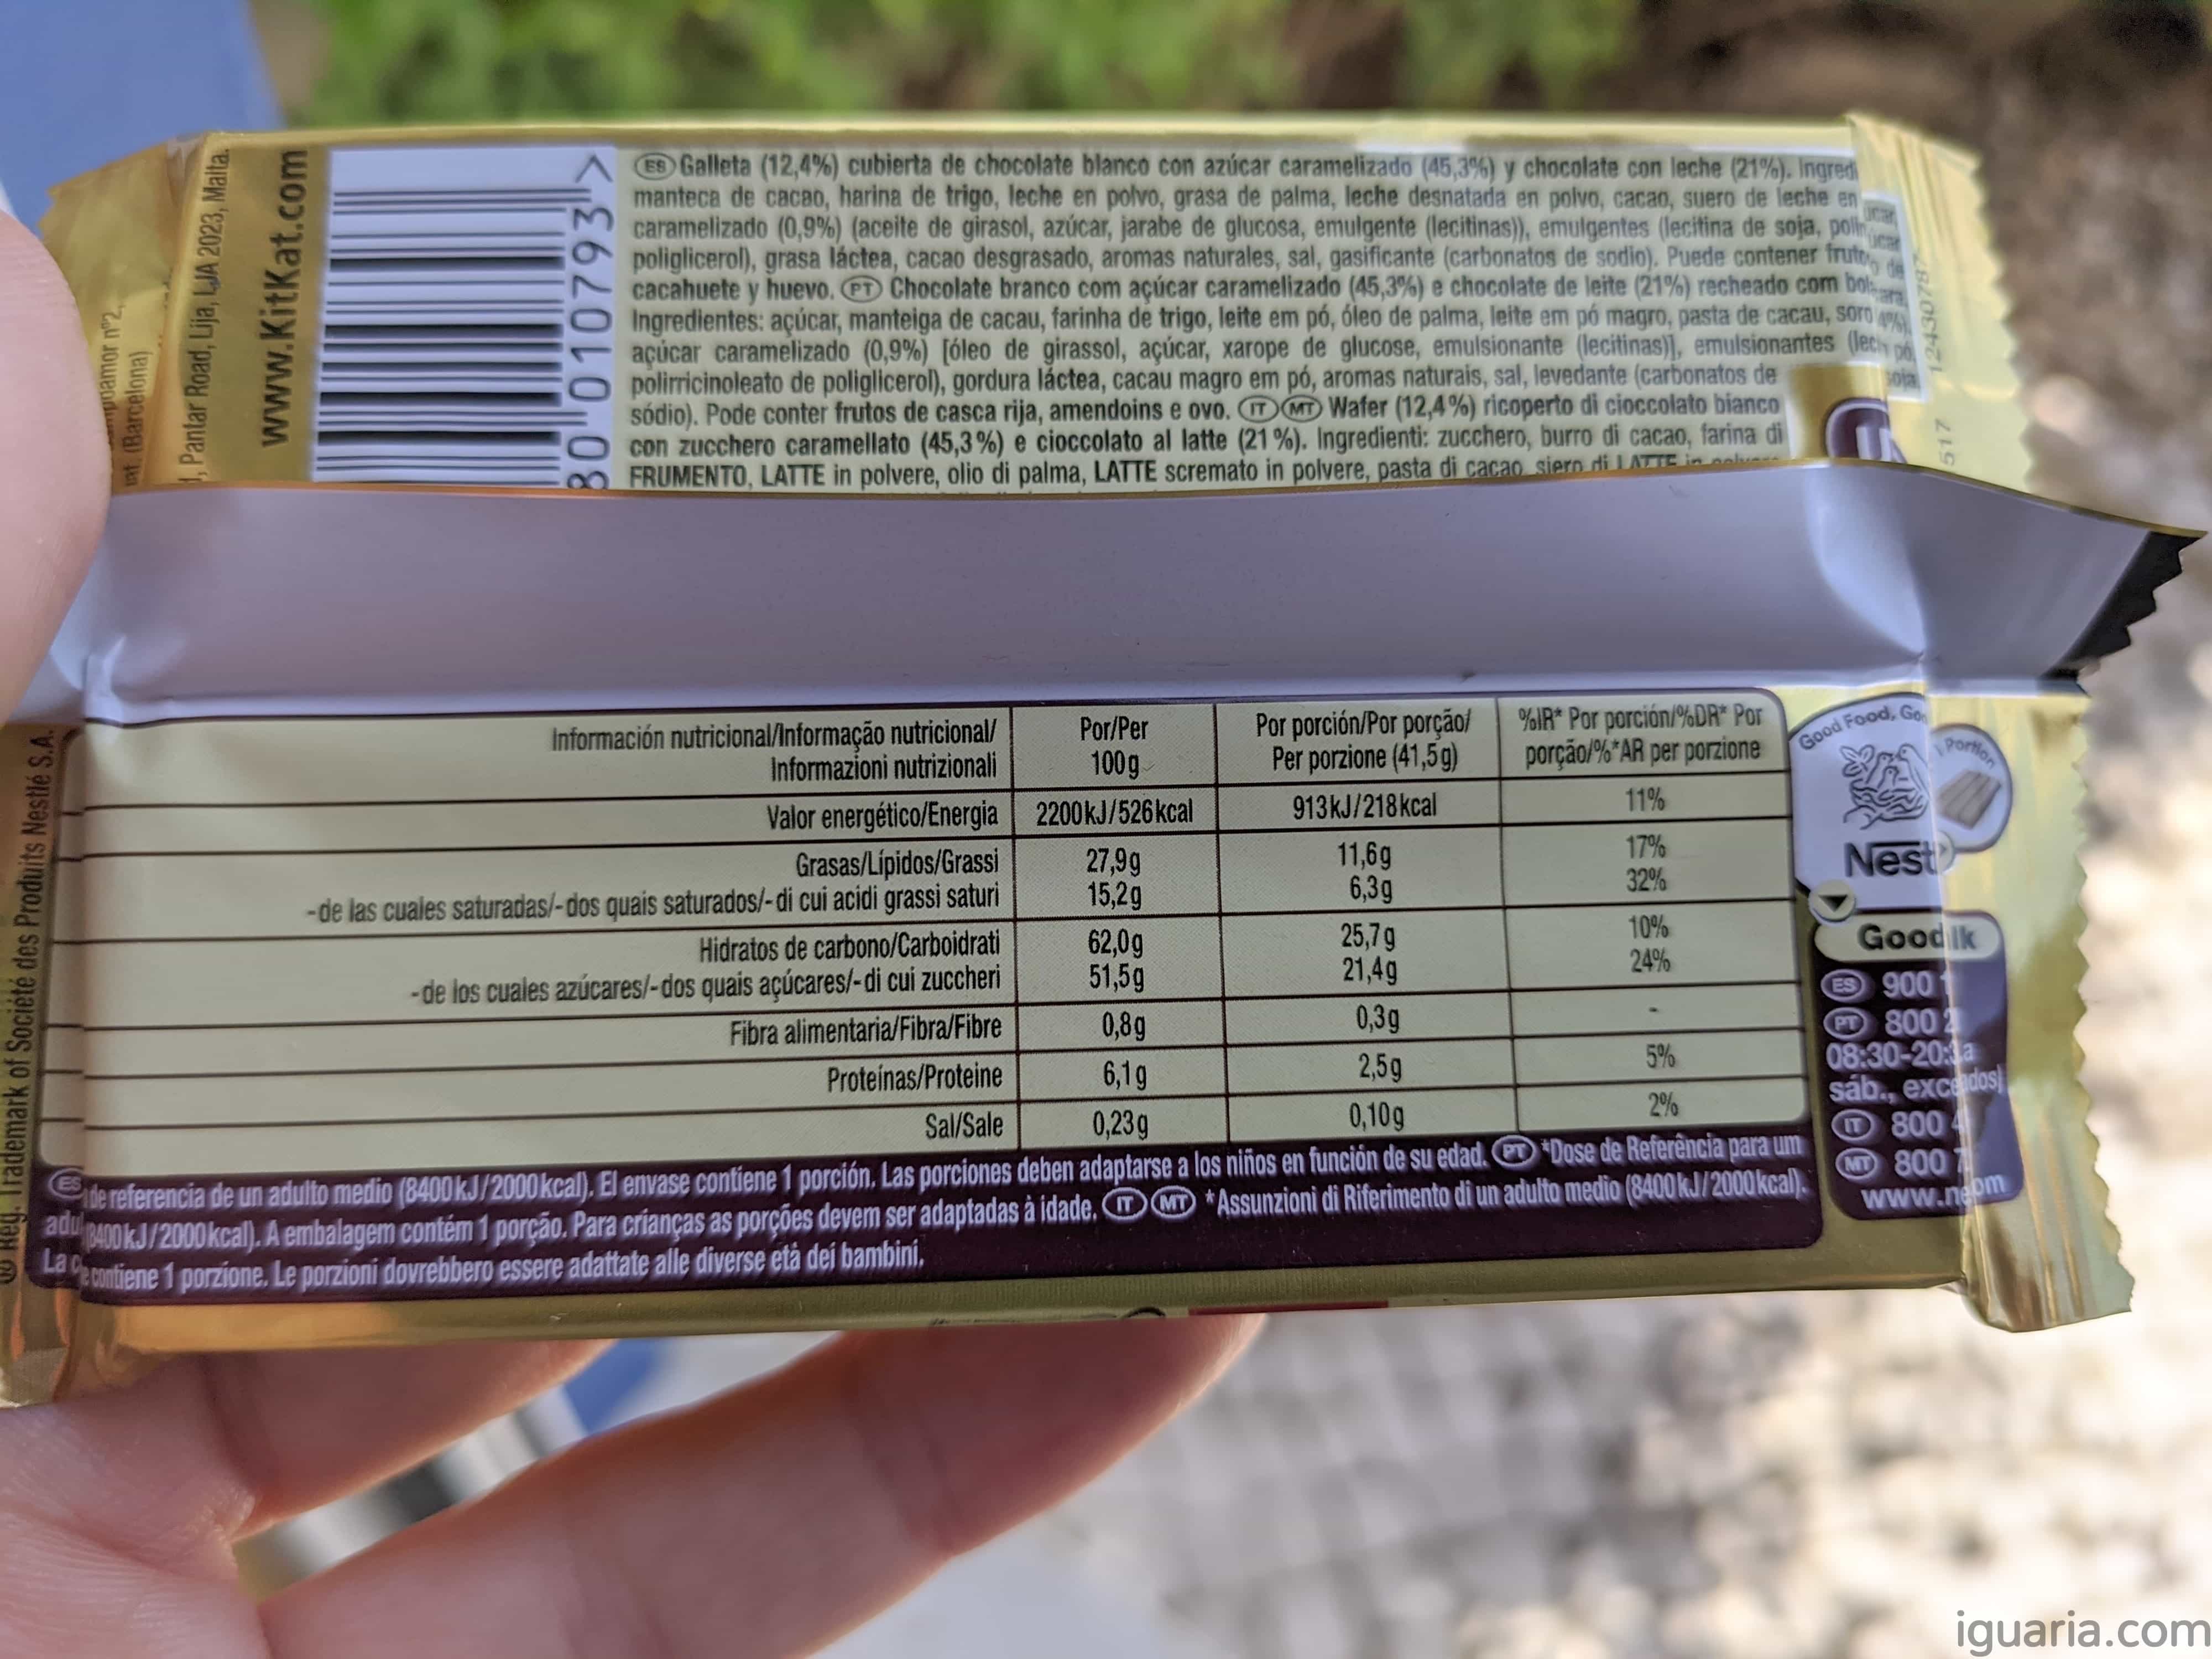 , Pantar Road, Lija, LJA 2023, Malta.
(Barcelona)
www.KitKat.com
80010793>
ES Galleta (12,4%) cubierta de chocolate blanco con azúcar caramelizado (45,3%) y chocolate con leche (21%).
manteca de cacao, harina de trigo, leche en polvo, grasa de palma, leche desnatada en polvo, cacao, suero de leche en
caramelizado (0,9%) (aceite de girasol, azúcar, jarabe de glucosa, emulgente (lecitinas)), emulgentes (lecitina de soja,
poliglicerol), grasa láctea, cacao desgrasado, aromas naturales, sal, gasificante (carbonatos de sodio). Puede contener
cacahuete y huevo. PT Chocolate branco com açúcar caramelizado (45,3%) e chocolate de leite (21%) recheado com
Ingredientes: açúcar, manteiga de cacau, farinha de trigo, leite em pó, óleo de palma, leite em pó magro, pasta de cacau, soro
açúcar caramelizado (0,9%) [óleo de girassol, açúcar, xarope de glucose, emulsionante (lecitinas)], emulsionantes
polirricinoleato de poliglicerol), gordura láctea, cacau magro em pó, aromas naturais, sal, levedante (carbonatos de
sódio). Pode conter frutos de casca rija, amendoins e ovo. IT MT Wafer (12,4%) ricoperto di cioccolato bianco
con zucchero caramellato (45,3%) e cioccolato al latte (21%). Ingredienti: zucchero, burro di cacao, farina di
FRUMENTO, LATTE in polvere, olio di palma, LATTE scremato in polvere, pasta di cacao, siero di LATTE in
517
Trademark of Société des Produits Nestlé S.A.
Información nutricional/Informação nutricional/ Por/Per Por porción/Por porção/ %IR* Por porción/%DR* Por
Informazioni nutrizionali 100g Per porzione (41,5g) porção/%*AR per porzione
Valor energético/Energia 2200kJ/526kcal 913kJ/218kcal 11%
Grasas/Lípidos/Grassi 27,9g 11,6g 17%
-de las cuales saturadas/-dos quais saturados/-di cui acidi grassi saturi 15,2g 6,3g 32%
Hidratos de carbono/Carboidrati 62,0g 25,7g 10%
-de los cuales azúcares/-dos quais açúcares/-di cui zuccheri 51,5g 21,4g 24%
Fibra alimentaria/Fibra/Fibre 0,8g 0,3g -
Proteínas/Proteine 6,1g 2,5g 5%
Sal/Sale 0,23g 0,10g 2%
ES de referencia de un adulto medio (8400kJ/2000kcal). El envase contiene 1 porción. Las porciones deben adaptarse a los niños en función de su edad. PT *Dose de Referência para um
8400kJ/2000kcal). A embalagem contém 1 porção. Para crianças as porções devem ser adaptadas à idade. IT MT *Assunzioni di Riferimento di un adulto medio (8400kJ/2000kcal).
La contiene 1 porzione. Le porzioni dovrebbero essere adattate alle diverse età dei bambini.
Good Food,
Portion
Nest
Good
ES 900
PT 800
08:30-20:
sáb.,
IT 800
MT 800
iguaria.com